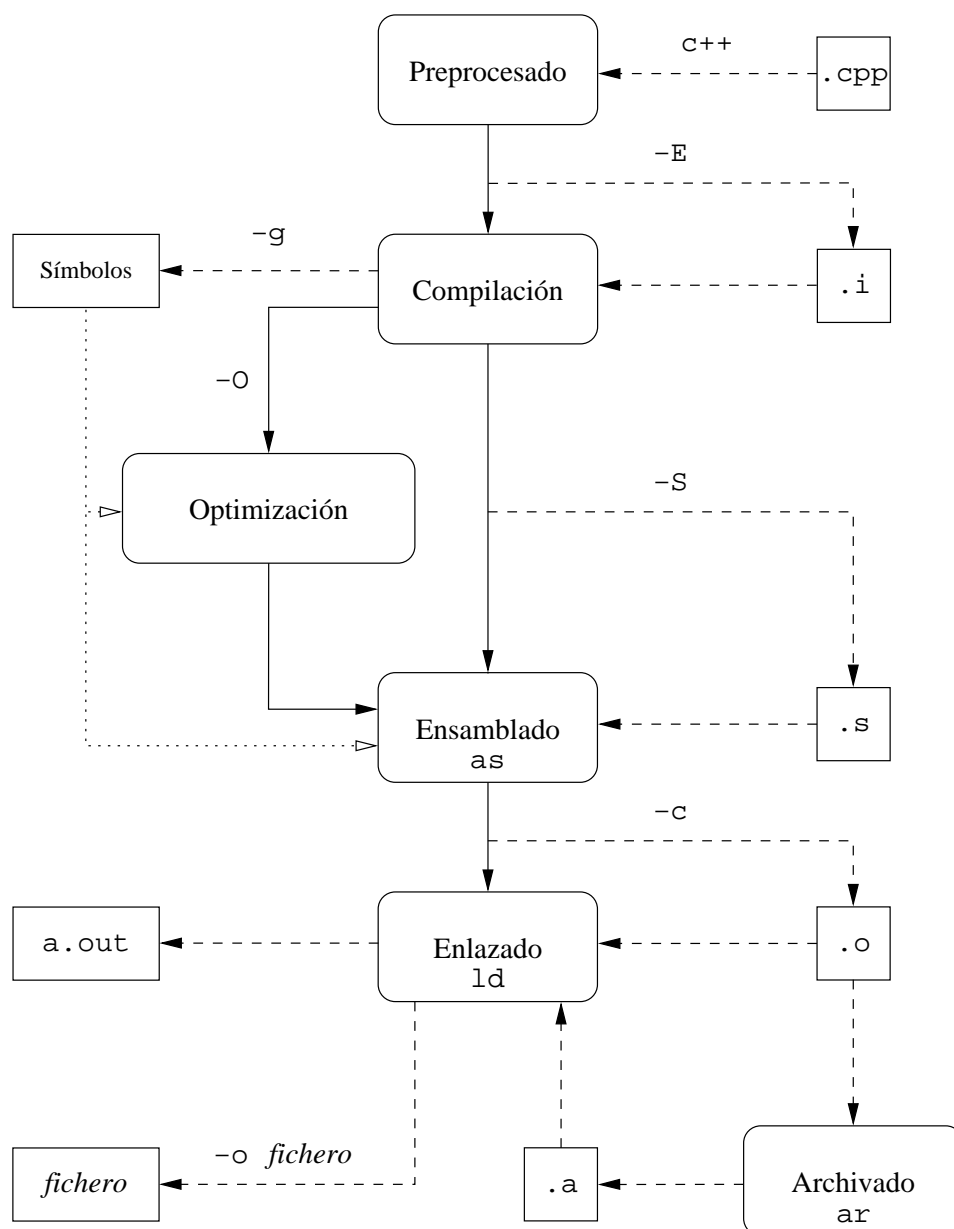 c++
Preprocesado
.cpp
−E
−g
Símbolos
Compilación
.i
−O
Optimización
−S
Ensamblado
as
.s
−c
a.out
Enlazado
ld
.o
−o fichero
fichero
.a
Archivado
ar